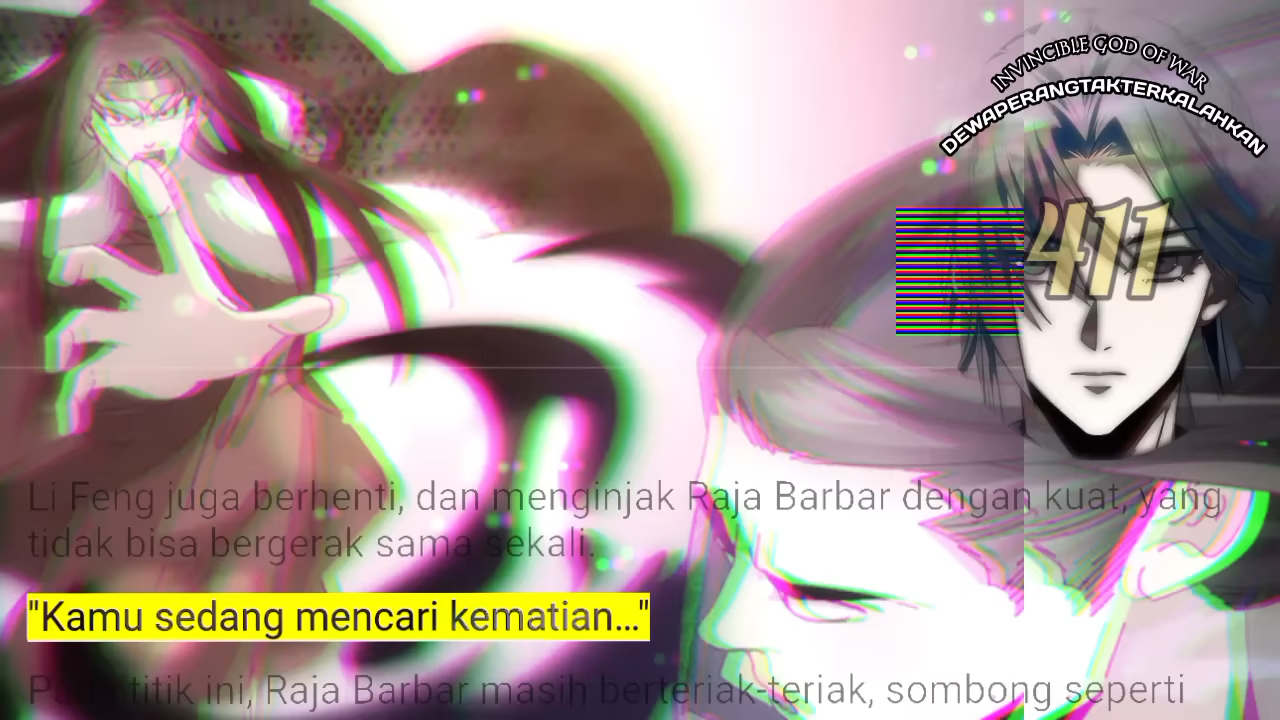 INVINCIBLE GOD OF WAR
DEWAPERANGTAKTERKALAHKAN
411
Li Feng juga berhenti, dan menginjak Raja Barbar dengan kuat, yang
tidak bisa bergerak sama sekali.
"Kamu sedang mencari kematian..."
Pada titik ini, Raja Barbar masih berteriak-teriak, sombong seperti